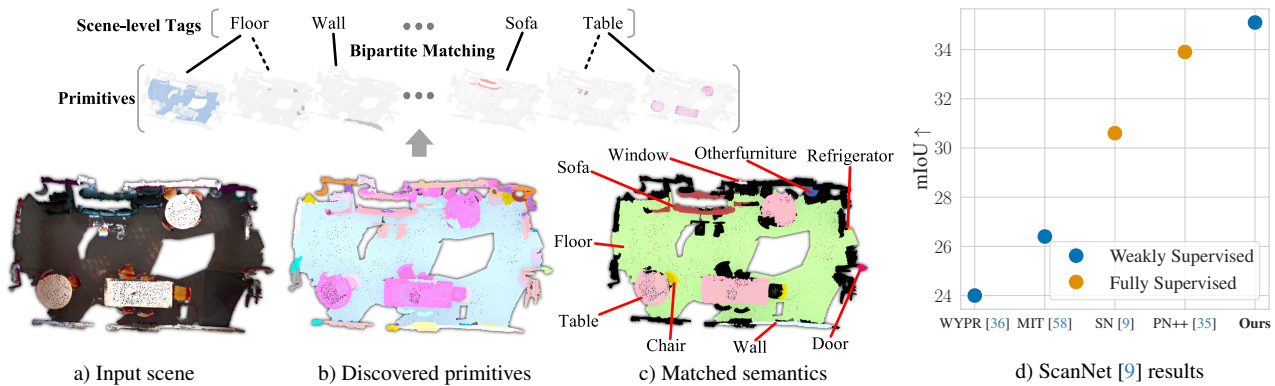 Scene-level Tags
Floor
Wall
Sofa
Table
Bipartite Matching
Primitives
Window
Otherfurniture
Refrigerator
Sofa
Floor
Table
Chair
Wall
Door
a) Input scene
b) Discovered primitives
c) Matched semantics
mIoU ↑
34
32
30
28
26
24
Weakly Supervised
Fully Supervised
WYPR [36]
MIT [58]
SN [9]
PN++ [35]
Ours
d) ScanNet [9] results